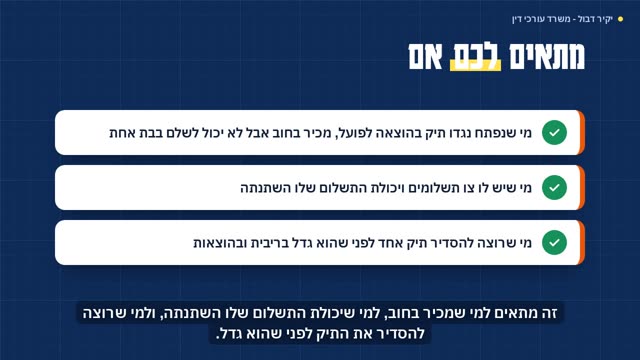 יקיר דבול - משרד עורכי דין
מתאים לכם אם
מי שנפתח נגדו תיק בהוצאה לפועל, מכיר בחוב אבל לא יכול לשלם בבת אחת
מי שיש לו צו תשלומים ויכולת התשלום שלו השתנתה
מי שרוצה להסדיר תיק אחד לפני שהוא גדל בריבית ובהוצאות
זה מתאים למי שמכיר בחוב, למי שיכולת התשלום שלו השתנתה, ולמי שרוצה
להסדיר את התיק לפני שהוא גדל.